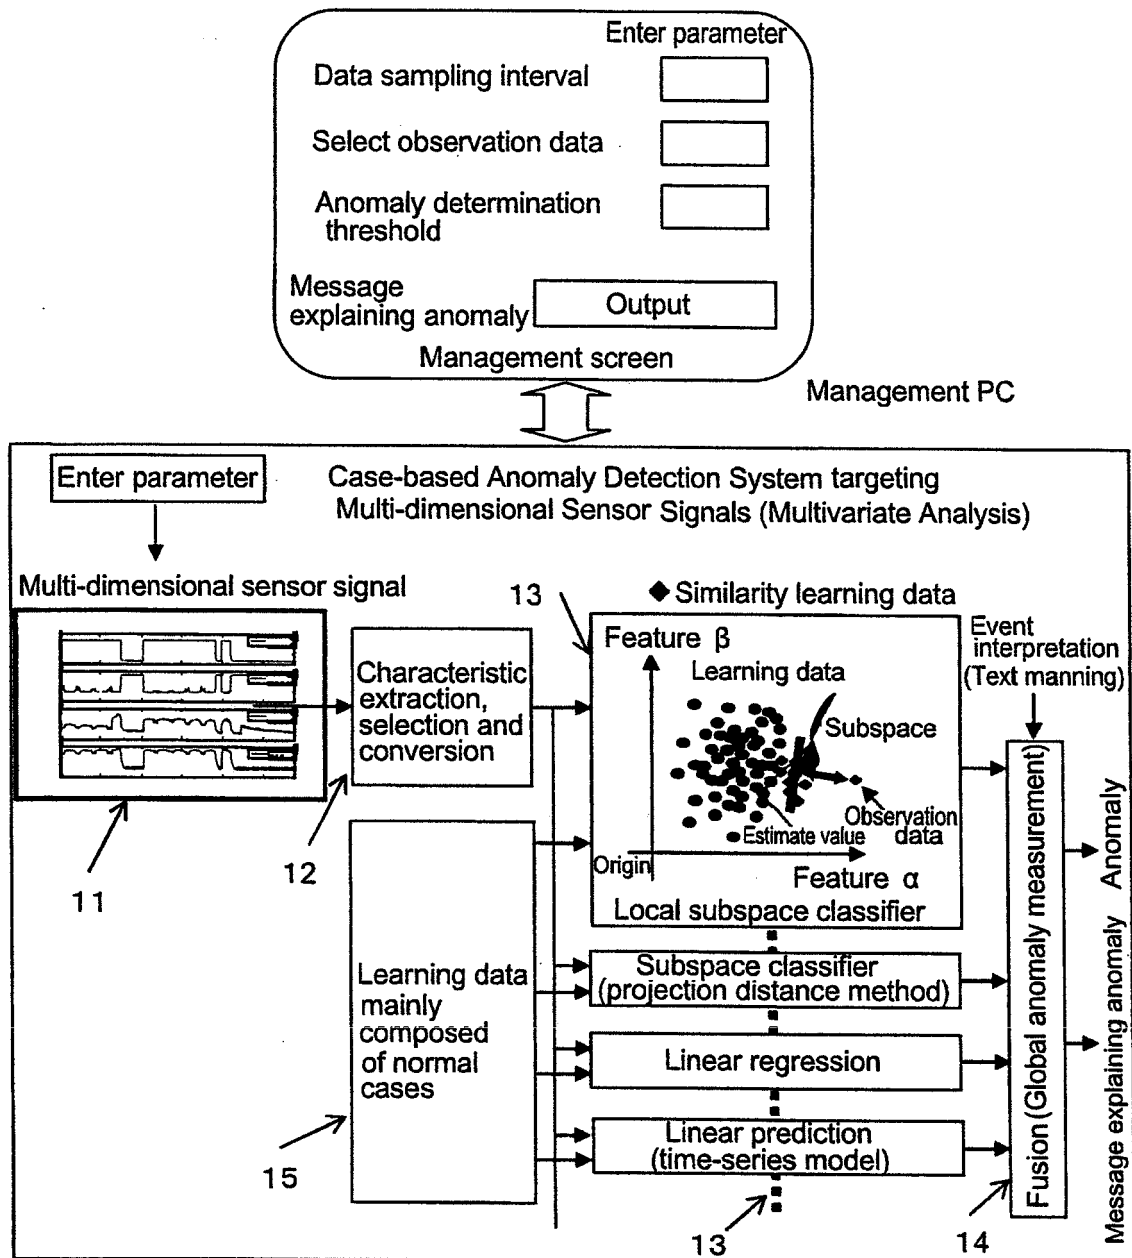 Enter parameter
Data sampling interval
Select observation data
Anomaly determination
threshold
Message
explaining anomaly
Output
Management screen
Management PC
Enter parameter
Case-based Anomaly Detection System targeting
Multi-dimensional Sensor Signals (Multivariate Analysis)
Multi-dimensional sensor signal
11
Characteristic
extraction,
selection and
conversion
12
13
◆ Similarity learning data
Feature β
Learning data
Subspace
Observation
data
Estimate value
Origin
Feature α
Local subspace classifier
Event
interpretation
(Text manning)
Learning data
mainly
composed
of normal
cases
15
Subspace classifier
(projection distance method)
Linear regression
Linear prediction
(time-series model)
13
Fusion (Global anomaly measurement)
14
Anomaly
Message explaining anomaly